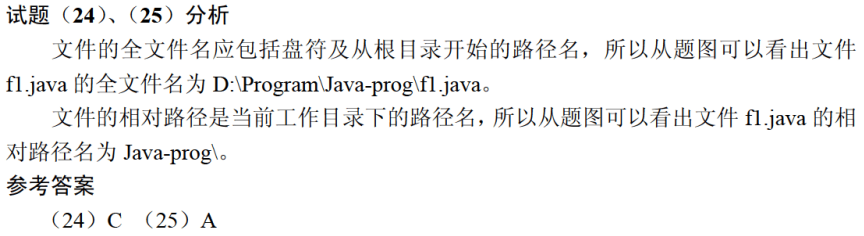 试题（24）、（25）分析
文件的全文件名应包括盘符及从根目录开始的路径名，所以从题图可以看出文件
f1.java 的全文件名为 D:\Program\Java-prog\f1.java。
文件的相对路径是当前工作目录下的路径名，所以从题图可以看出文件 f1.java 的相
对路径名为 Java-prog\。
参考答案
（24）C （25）A